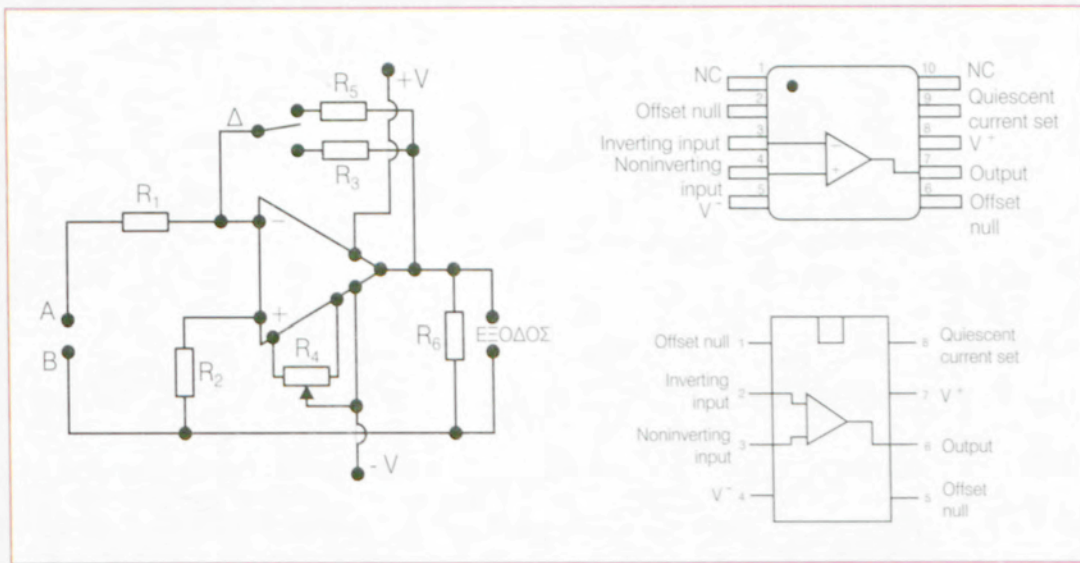 +V
R5
Δ
R3
R1
−
A
B
+
R2
R4
R6
ΕΞΟΔΟΣ
-V
1
NC
2
Offset null
3
Inverting input
4
Noninverting
input
5
V-
10
NC
9
Quiescent
current set
8
V+
7
Output
6
Offset
null
−
+
Offset null 1
Inverting
input 2
Noninverting
input 3
V- 4
8 Quiescent
current set
7 V+
6 Output
5 Offset
null